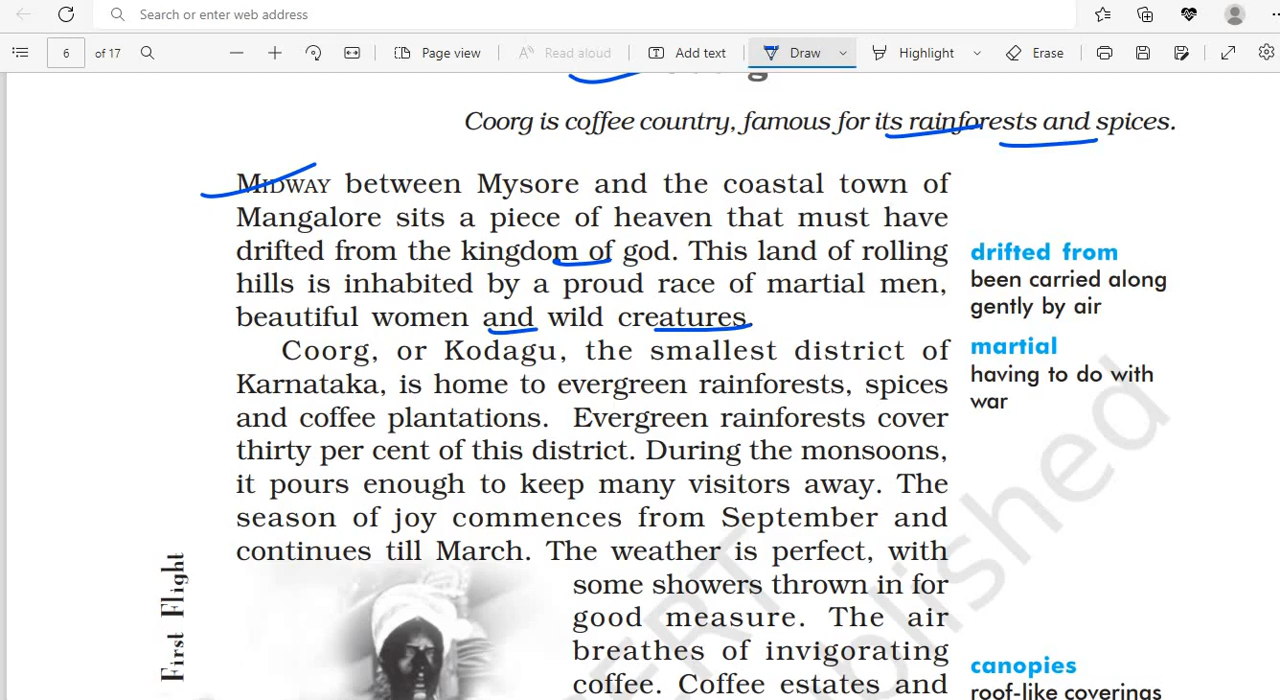 Search or enter web address
6 of 17 Page view Read aloud Add text Draw Highlight Erase
Coorg is coffee country, famous for its rainforests and spices.
MIDWAY between Mysore and the coastal town of
Mangalore sits a piece of heaven that must have
drifted from the kingdom of god. This land of rolling
hills is inhabited by a proud race of martial men,
beautiful women and wild creatures.
Coorg, or Kodagu, the smallest district of
Karnataka, is home to evergreen rainforests, spices
and coffee plantations. Evergreen rainforests cover
thirty per cent of this district. During the monsoons,
it pours enough to keep many visitors away. The
season of joy commences from September and
continues till March. The weather is perfect, with
some showers thrown in for
good measure. The air
breathes of invigorating
coffee. Coffee estates and
drifted from
been carried along
gently by air
martial
having to do with
war
canopies
roof-like coverings
First Flight